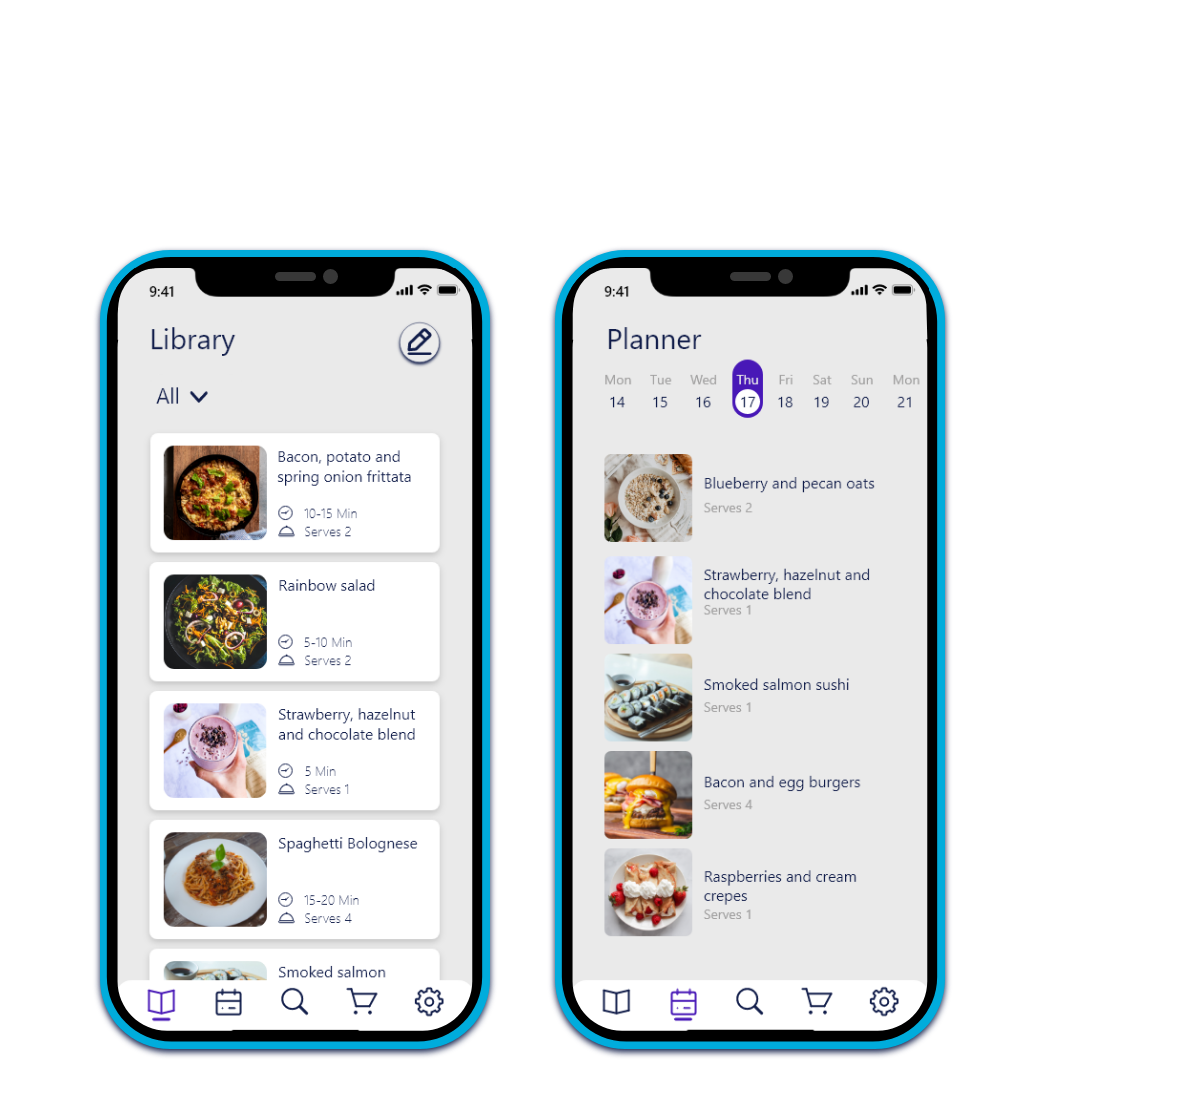 9:41
Library
All
Bacon, potato and
spring onion frittata
10-15 Min
Serves 2
Rainbow salad
5-10 Min
Serves 2
Strawberry, hazelnut
and chocolate blend
5 Min
Serves 1
Spaghetti Bolognese
15-20 Min
Serves 4
Smoked salmon
9:41
Planner
Mon Tue Wed Thu Fri Sat Sun Mon
14 15 16 17 18 19 20 21
Blueberry and pecan oats
Serves 2
Strawberry, hazelnut and
chocolate blend
Serves 1
Smoked salmon sushi
Serves 1
Bacon and egg burgers
Serves 4
Raspberries and cream
crepes
Serves 1